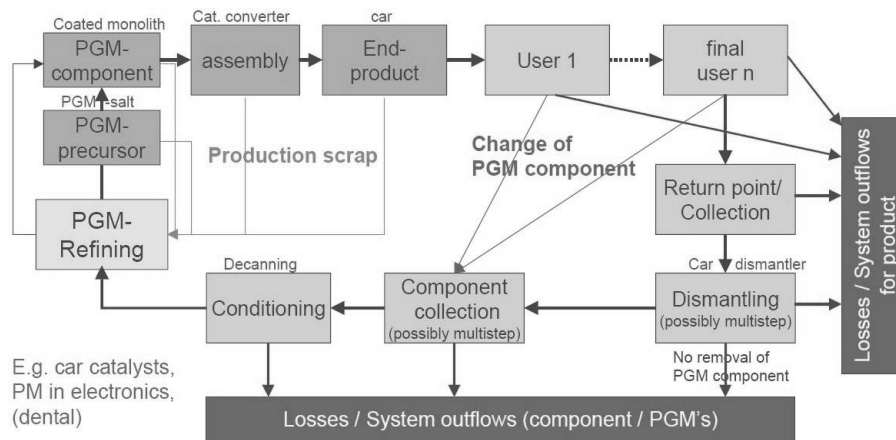 Coated monolith
PGM-
component
Cat. converter
assembly
car
End-
product
User 1
final
user n
PGM -salt
PGM-
precursor
Production scrap
Change of
PGM component
Return point/
Collection
PGM-
Refining
Decanning
Conditioning
Component
collection
(possibly multistep)
Car dismantler
Dismantling
(possibly multistep)
No removal of
PGM component
E.g. car catalysts,
PM in electronics,
(dental)
Losses / System outflows (component / PGM's)
Losses / System outflows
for product